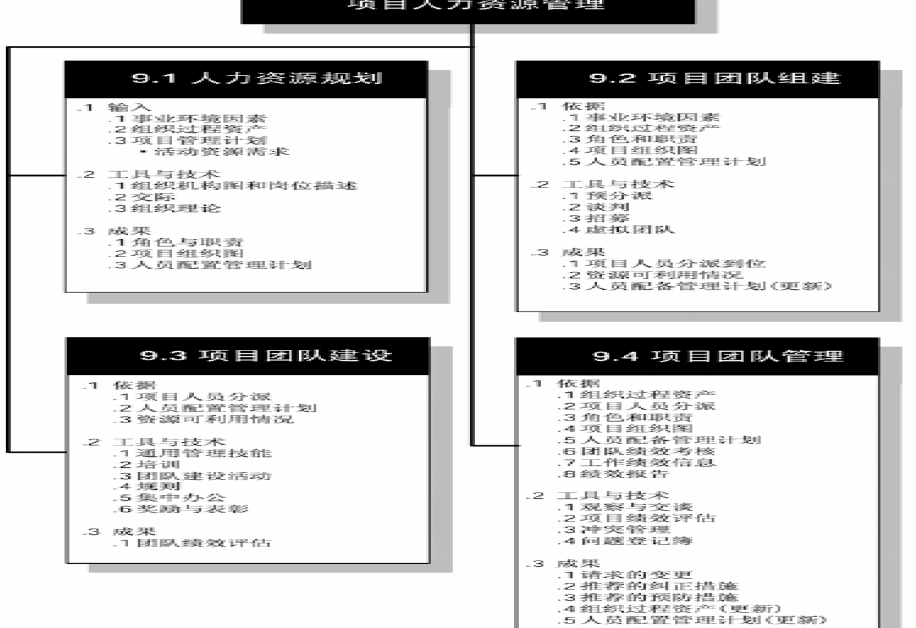 项目人力资源管理
9.1 人力资源规划
.1 输入
.1 事业环境因素
.2 组织过程资产
.3 项目管理计划
• 活动资源需求
.2 工具与技术
.1 组织机构图和岗位描述
.2 交际
.3 组织理论
.3 成果
.1 角色与职责
.2 项目组织图
.3 人员配置管理计划
9.2 项目团队组建
.1 依据
.1 事业环境因素
.2 组织过程资产
.3 角色和职责
.4 项目组织图
.5 人员配置管理计划
.2 工具与技术
.1 预分派
.2 谈判
.3 招募
.4 虚拟团队
.3 成果
.1 项目人员分派到位
.2 资源可利用情况
.3 人员配备管理计划(更新)
9.3 项目团队建设
.1 依据
.1 项目人员分派
.2 人员配置管理计划
.3 资源可利用情况
.2 工具与技术
.1 通用管理技能
.2 培训
.3 团队建设活动
.4 规则
.5 集中办公
.6 奖励与表彰
.3 成果
.1 团队绩效评估
9.4 项目团队管理
.1 依据
.1 组织过程资产
.2 项目人员分派
.3 角色和职责
.4 项目组织图
.5 人员配备管理计划
.6 团队绩效考核
.7 工作绩效信息
.8 绩效报告
.2 工具与技术
.1 观察与交谈
.2 项目绩效评估
.3 冲突管理
.4 问题登记簿
.3 成果
.1 请求的变更
.2 推荐的纠正措施
.3 推荐的预防措施
.4 组织过程资产(更新)
.5 人员配置管理计划(更新)